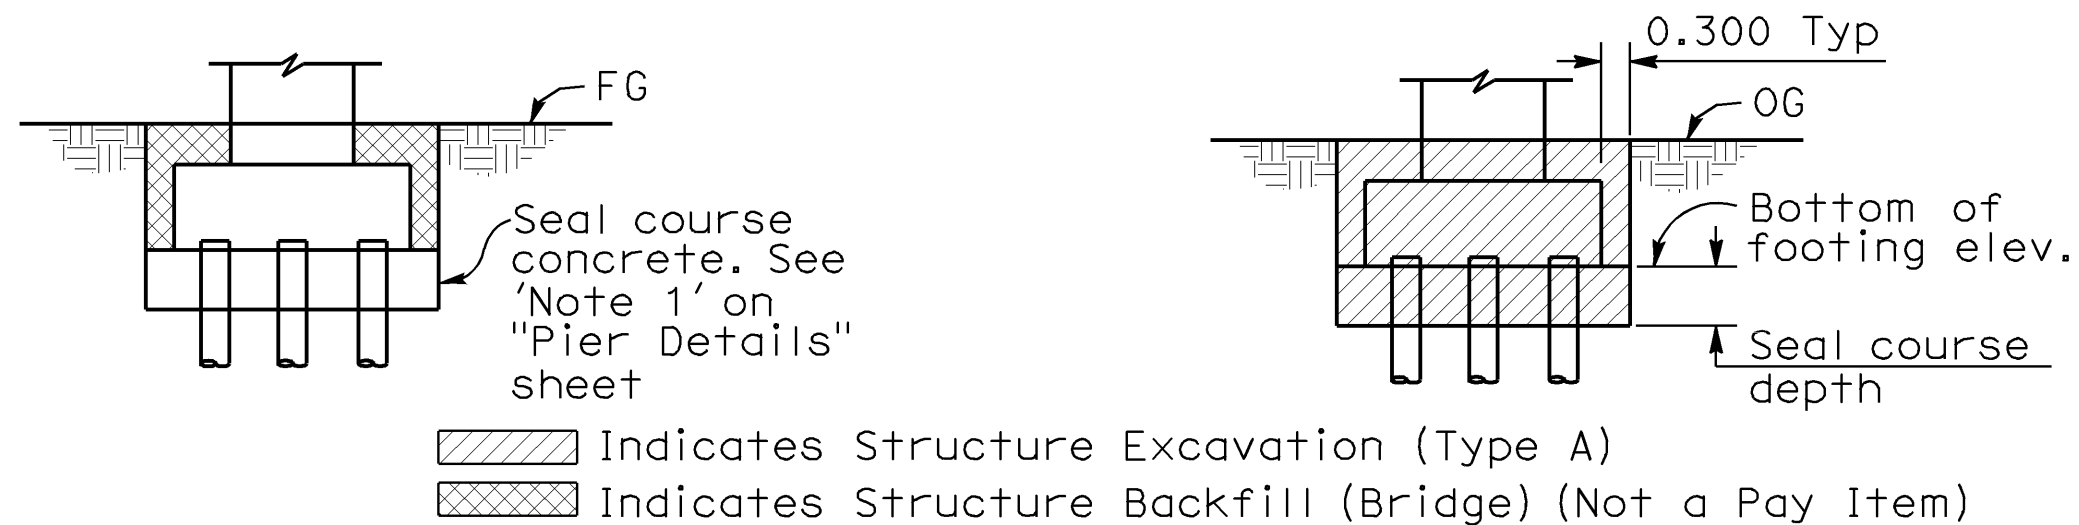 FG
Seal course
concrete. See
'Note 1' on
"Pier Details"
sheet
0.300 Typ
OG
Bottom of
footing elev.
Seal course
depth
Indicates Structure Excavation (Type A)
Indicates Structure Backfill (Bridge) (Not a Pay Item)